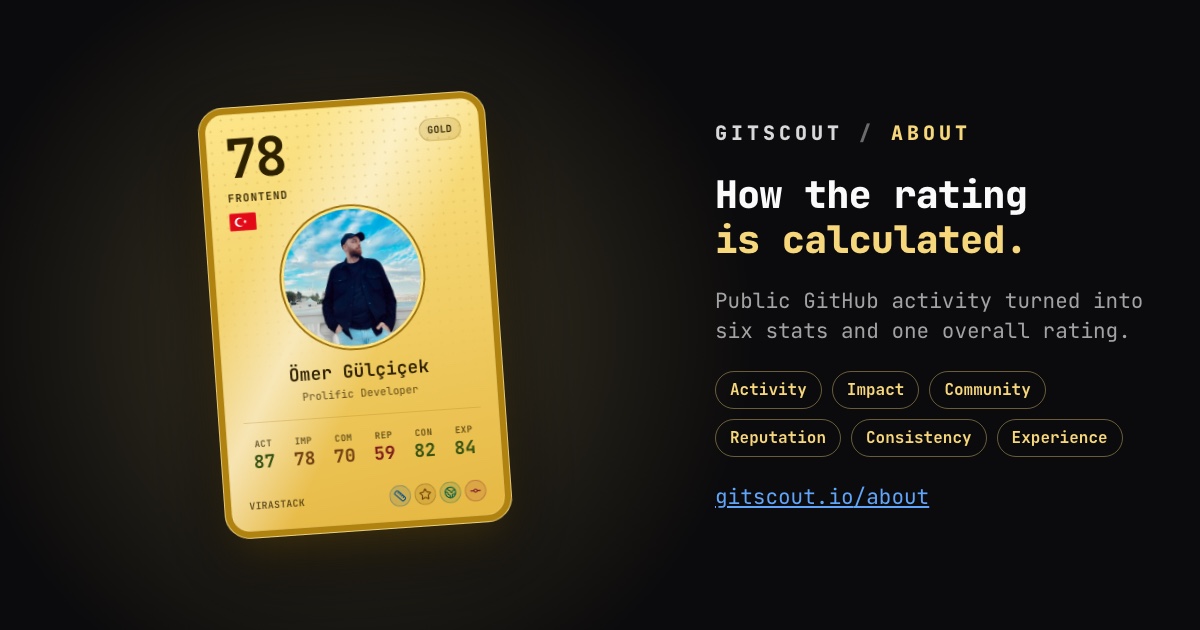 78
GOLD
FRONTEND
Ömer Gülçiçek
Prolific Developer
ACT IMP COM REP CON EXP
87 78 70 59 82 84
VIRASTACK
GITSCOUT / ABOUT
How the rating
is calculated.
Public GitHub activity turned into
six stats and one overall rating.
Activity Impact Community
Reputation Consistency Experience
gitscout.io/about